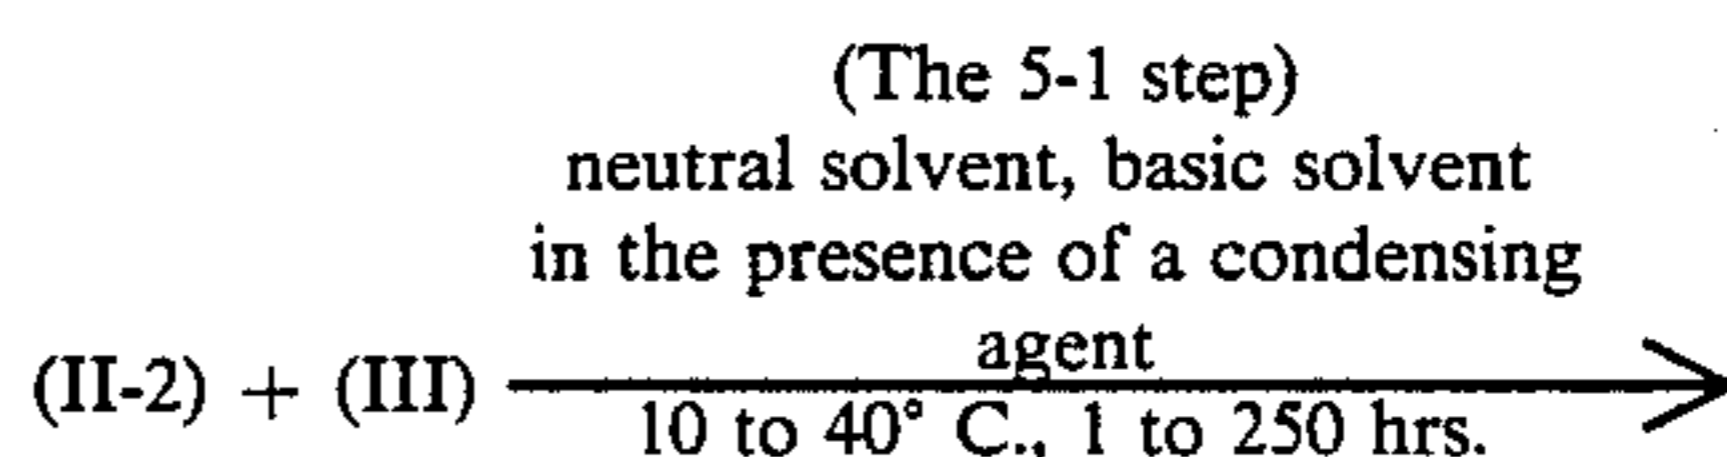 (The 5-1 step)
neutral solvent, basic solvent
in the presence of a condensing
agent
(II-2) + (III)
10 to 40° C., 1 to 250 hrs.